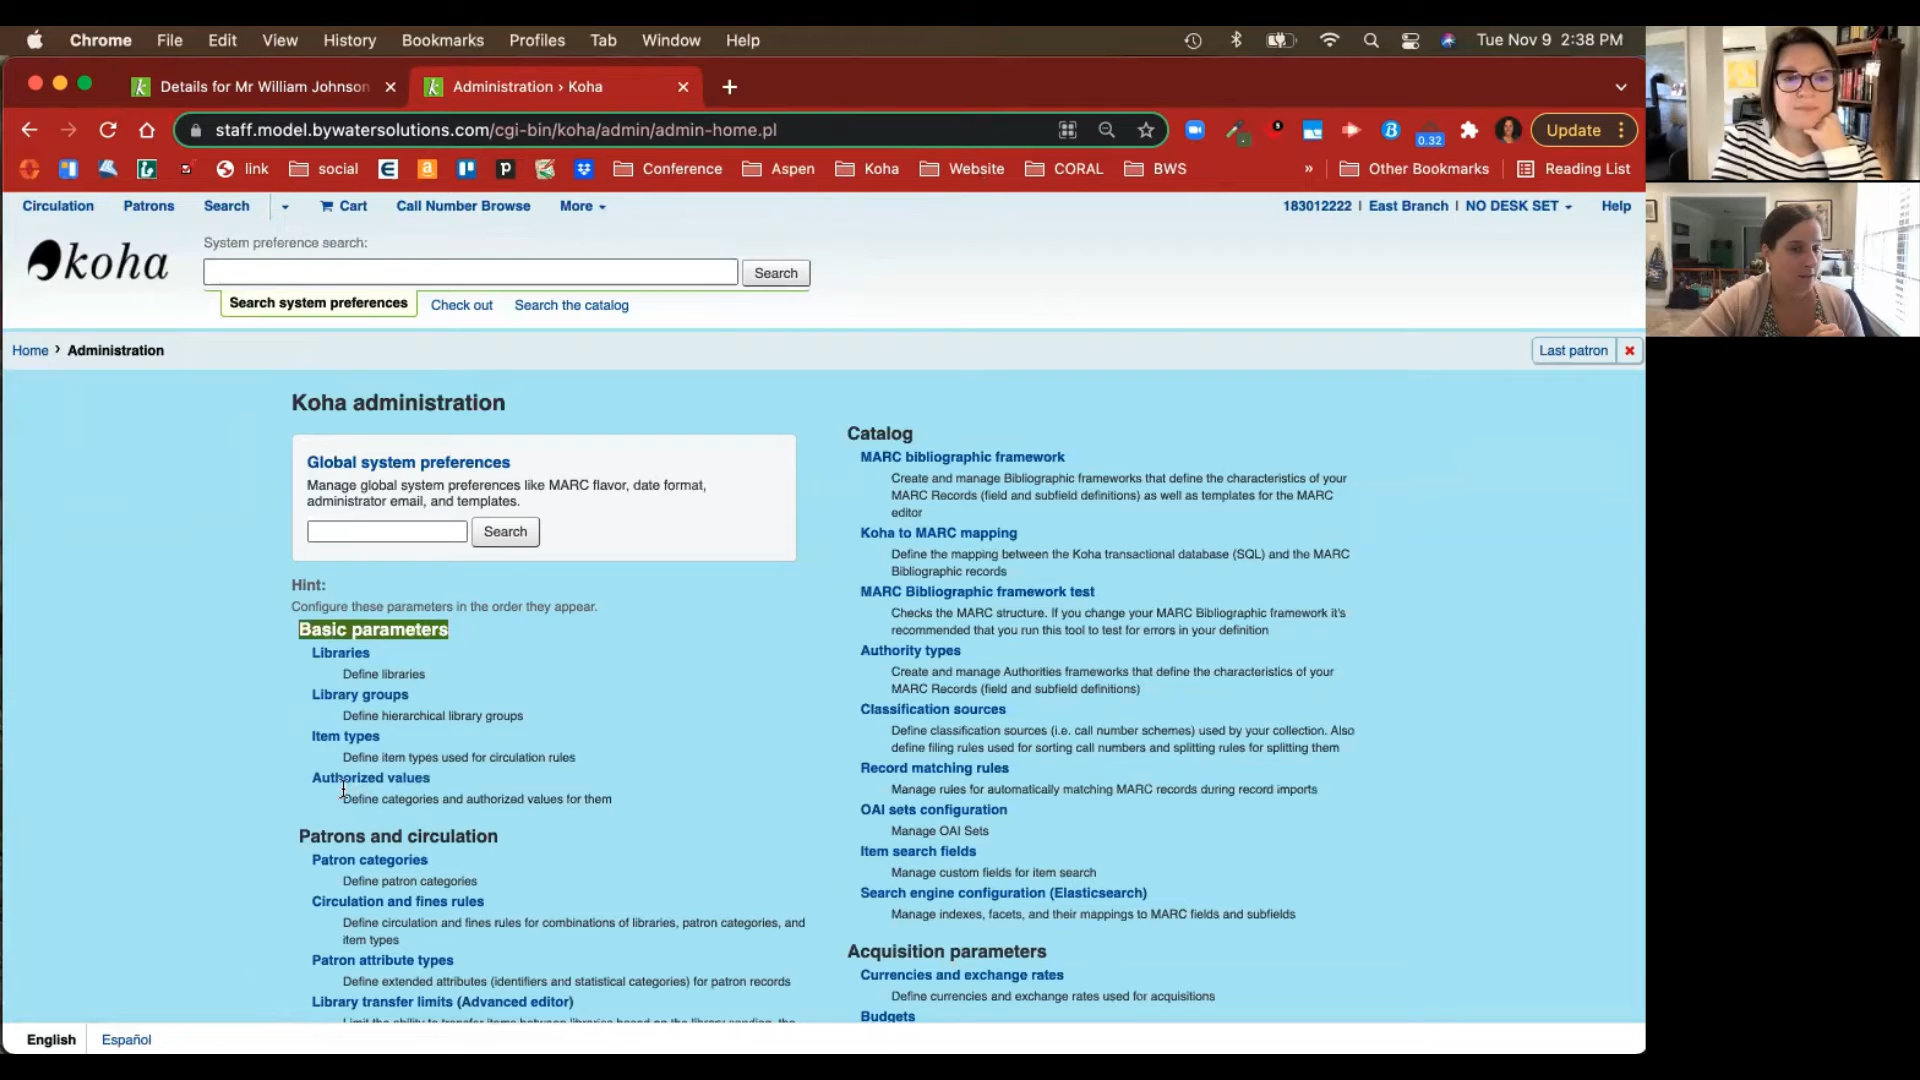 Chrome File Edit View History Bookmarks Profiles Tab Window Help Tue Nov 9 2:38 PM
Details for Mr William Johnson
Administration › Koha
staff.model.bywatersolutions.com/cgi-bin/koha/admin/admin-home.pl
5
0.32
Update
link social Conference Aspen Koha Website CORAL BWS » Other Bookmarks Reading List
Circulation Patrons Search Cart Call Number Browse More
183012222 | East Branch | NO DESK SET Help
koha
System preference search:
Search
Search system preferences Check out Search the catalog
Home › Administration
Last patron
Koha administration
Global system preferences
Manage global system preferences like MARC flavor, date format,
administrator email, and templates.
Search
Hint:
Configure these parameters in the order they appear.
Basic parameters
Libraries
Define libraries
Library groups
Define hierarchical library groups
Item types
Define item types used for circulation rules
Authorized values
Define categories and authorized values for them
Patrons and circulation
Patron categories
Define patron categories
Circulation and fines rules
Define circulation and fines rules for combinations of libraries, patron categories, and
item types
Patron attribute types
Define extended attributes (identifiers and statistical categories) for patron records
Library transfer limits (Advanced editor)
Limit the ability to transfer items between libraries based on the library sending, the
Catalog
MARC bibliographic framework
Create and manage Bibliographic frameworks that define the characteristics of your
MARC Records (field and subfield definitions) as well as templates for the MARC
editor
Koha to MARC mapping
Define the mapping between the Koha transactional database (SQL) and the MARC
Bibliographic records
MARC Bibliographic framework test
Checks the MARC structure. If you change your MARC Bibliographic framework it's
recommended that you run this tool to test for errors in your definition
Authority types
Create and manage Authorities frameworks that define the characteristics of your
MARC Records (field and subfield definitions)
Classification sources
Define classification sources (i.e. call number schemes) used by your collection. Also
define filing rules used for sorting call numbers and splitting rules for splitting them
Record matching rules
Manage rules for automatically matching MARC records during record imports
OAI sets configuration
Manage OAI Sets
Item search fields
Manage custom fields for item search
Search engine configuration (Elasticsearch)
Manage indexes, facets, and their mappings to MARC fields and subfields
Acquisition parameters
Currencies and exchange rates
Define currencies and exchange rates used for acquisitions
Budgets
English Español